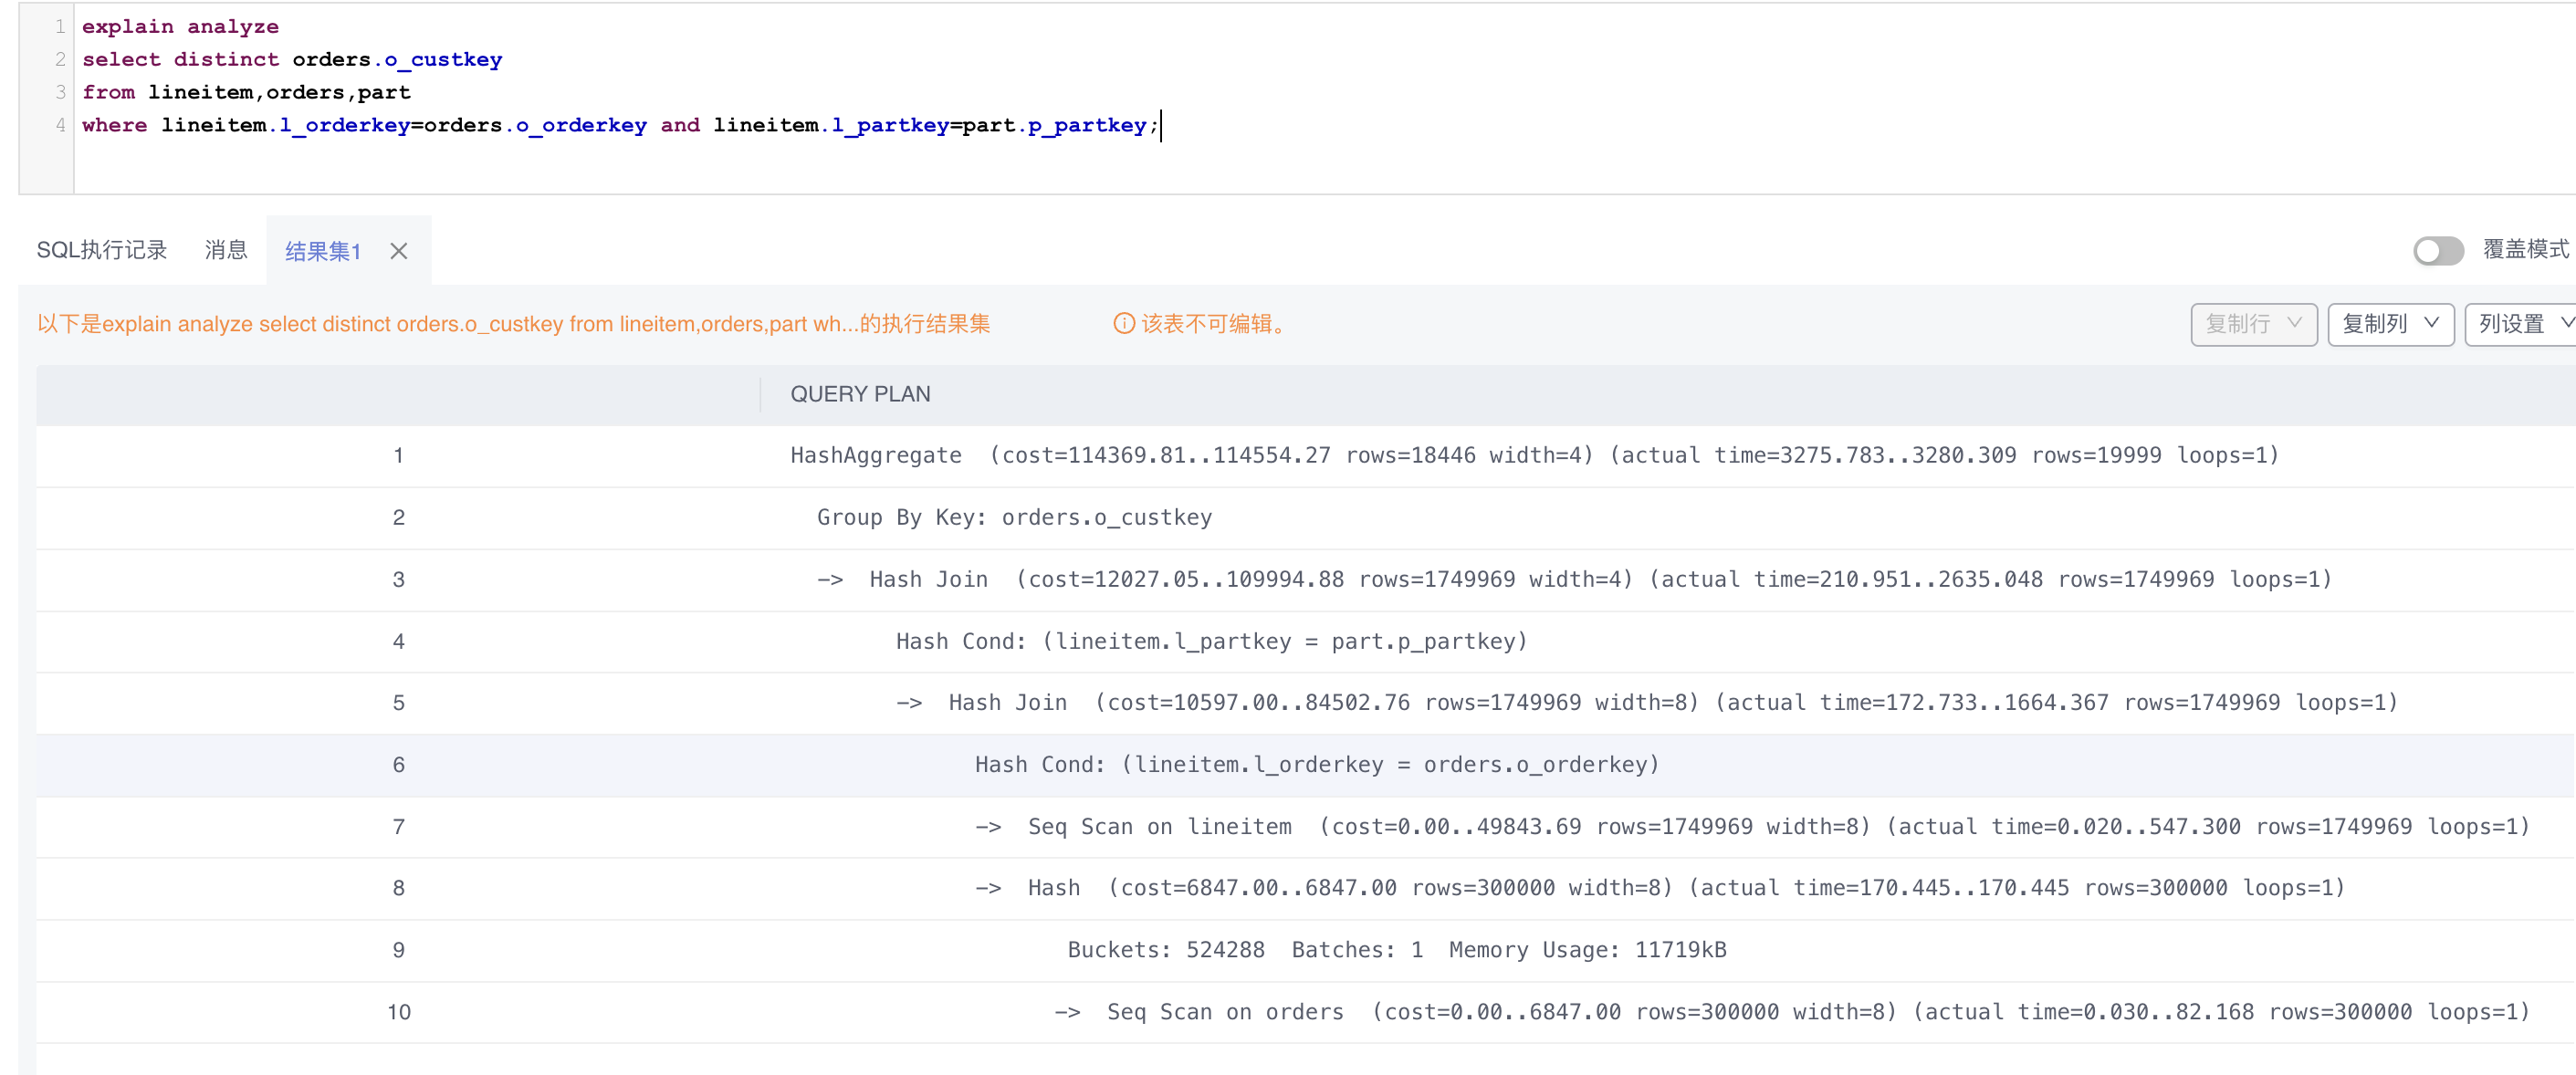 1 explain analyze
2 select distinct orders.o_custkey
3 from lineitem,orders,part
4 where lineitem.l_orderkey=orders.o_orderkey and lineitem.l_partkey=part.p_partkey;
SQL执行记录 消息 结果集1 × 覆盖模式
以下是explain analyze select distinct orders.o_custkey from lineitem,orders,part wh...的执行结果集 该表不可编辑。 复制行 复制列 列设置
QUERY PLAN
1 HashAggregate (cost=114369.81..114554.27 rows=18446 width=4) (actual time=3275.783..3280.309 rows=19999 loops=1)
2 Group By Key: orders.o_custkey
3 -> Hash Join (cost=12027.05..109994.88 rows=1749969 width=4) (actual time=210.951..2635.048 rows=1749969 loops=1)
4 Hash Cond: (lineitem.l_partkey = part.p_partkey)
5 -> Hash Join (cost=10597.00..84502.76 rows=1749969 width=8) (actual time=172.733..1664.367 rows=1749969 loops=1)
6 Hash Cond: (lineitem.l_orderkey = orders.o_orderkey)
7 -> Seq Scan on lineitem (cost=0.00..49843.69 rows=1749969 width=8) (actual time=0.020..547.300 rows=1749969 loops=1)
8 -> Hash (cost=6847.00..6847.00 rows=300000 width=8) (actual time=170.445..170.445 rows=300000 loops=1)
9 Buckets: 524288 Batches: 1 Memory Usage: 11719kB
10 -> Seq Scan on orders (cost=0.00..6847.00 rows=300000 width=8) (actual time=0.030..82.168 rows=300000 loops=1)